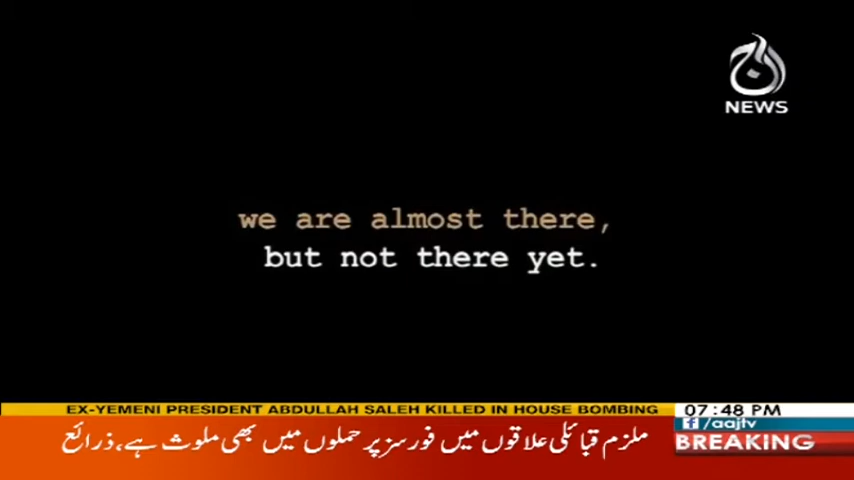 آج
NEWS
we are almost there,
but not there yet.
EX-YEMENI PRESIDENT ABDULLAH SALEH KILLED IN HOUSE BOMBING
07:48 PM
/aajtv
ملزم قبائلی علاقوں میں فورسز پر حملوں میں بھی ملوث ہے، ذرائع
BREAKING